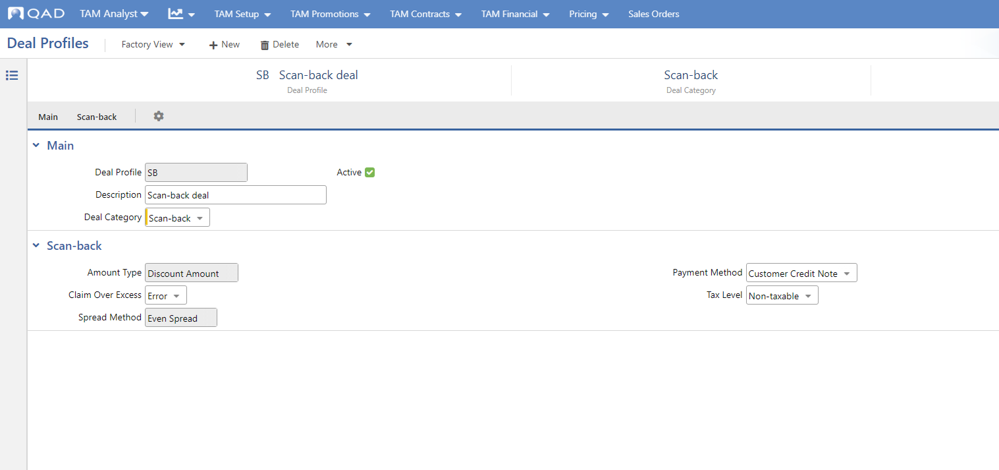 QAD TAM Analyst TAM Setup TAM Promotions TAM Contracts TAM Financial Pricing Sales Orders
Deal Profiles Factory View New Delete More
SB Scan-back deal Scan-back
Deal Profile Deal Category
Main Scan-back
Main
Deal Profile SB Active
Description Scan-back deal
Deal Category Scan-back
Scan-back
Amount Type Discount Amount Payment Method Customer Credit Note
Claim Over Excess Error Tax Level Non-taxable
Spread Method Even Spread